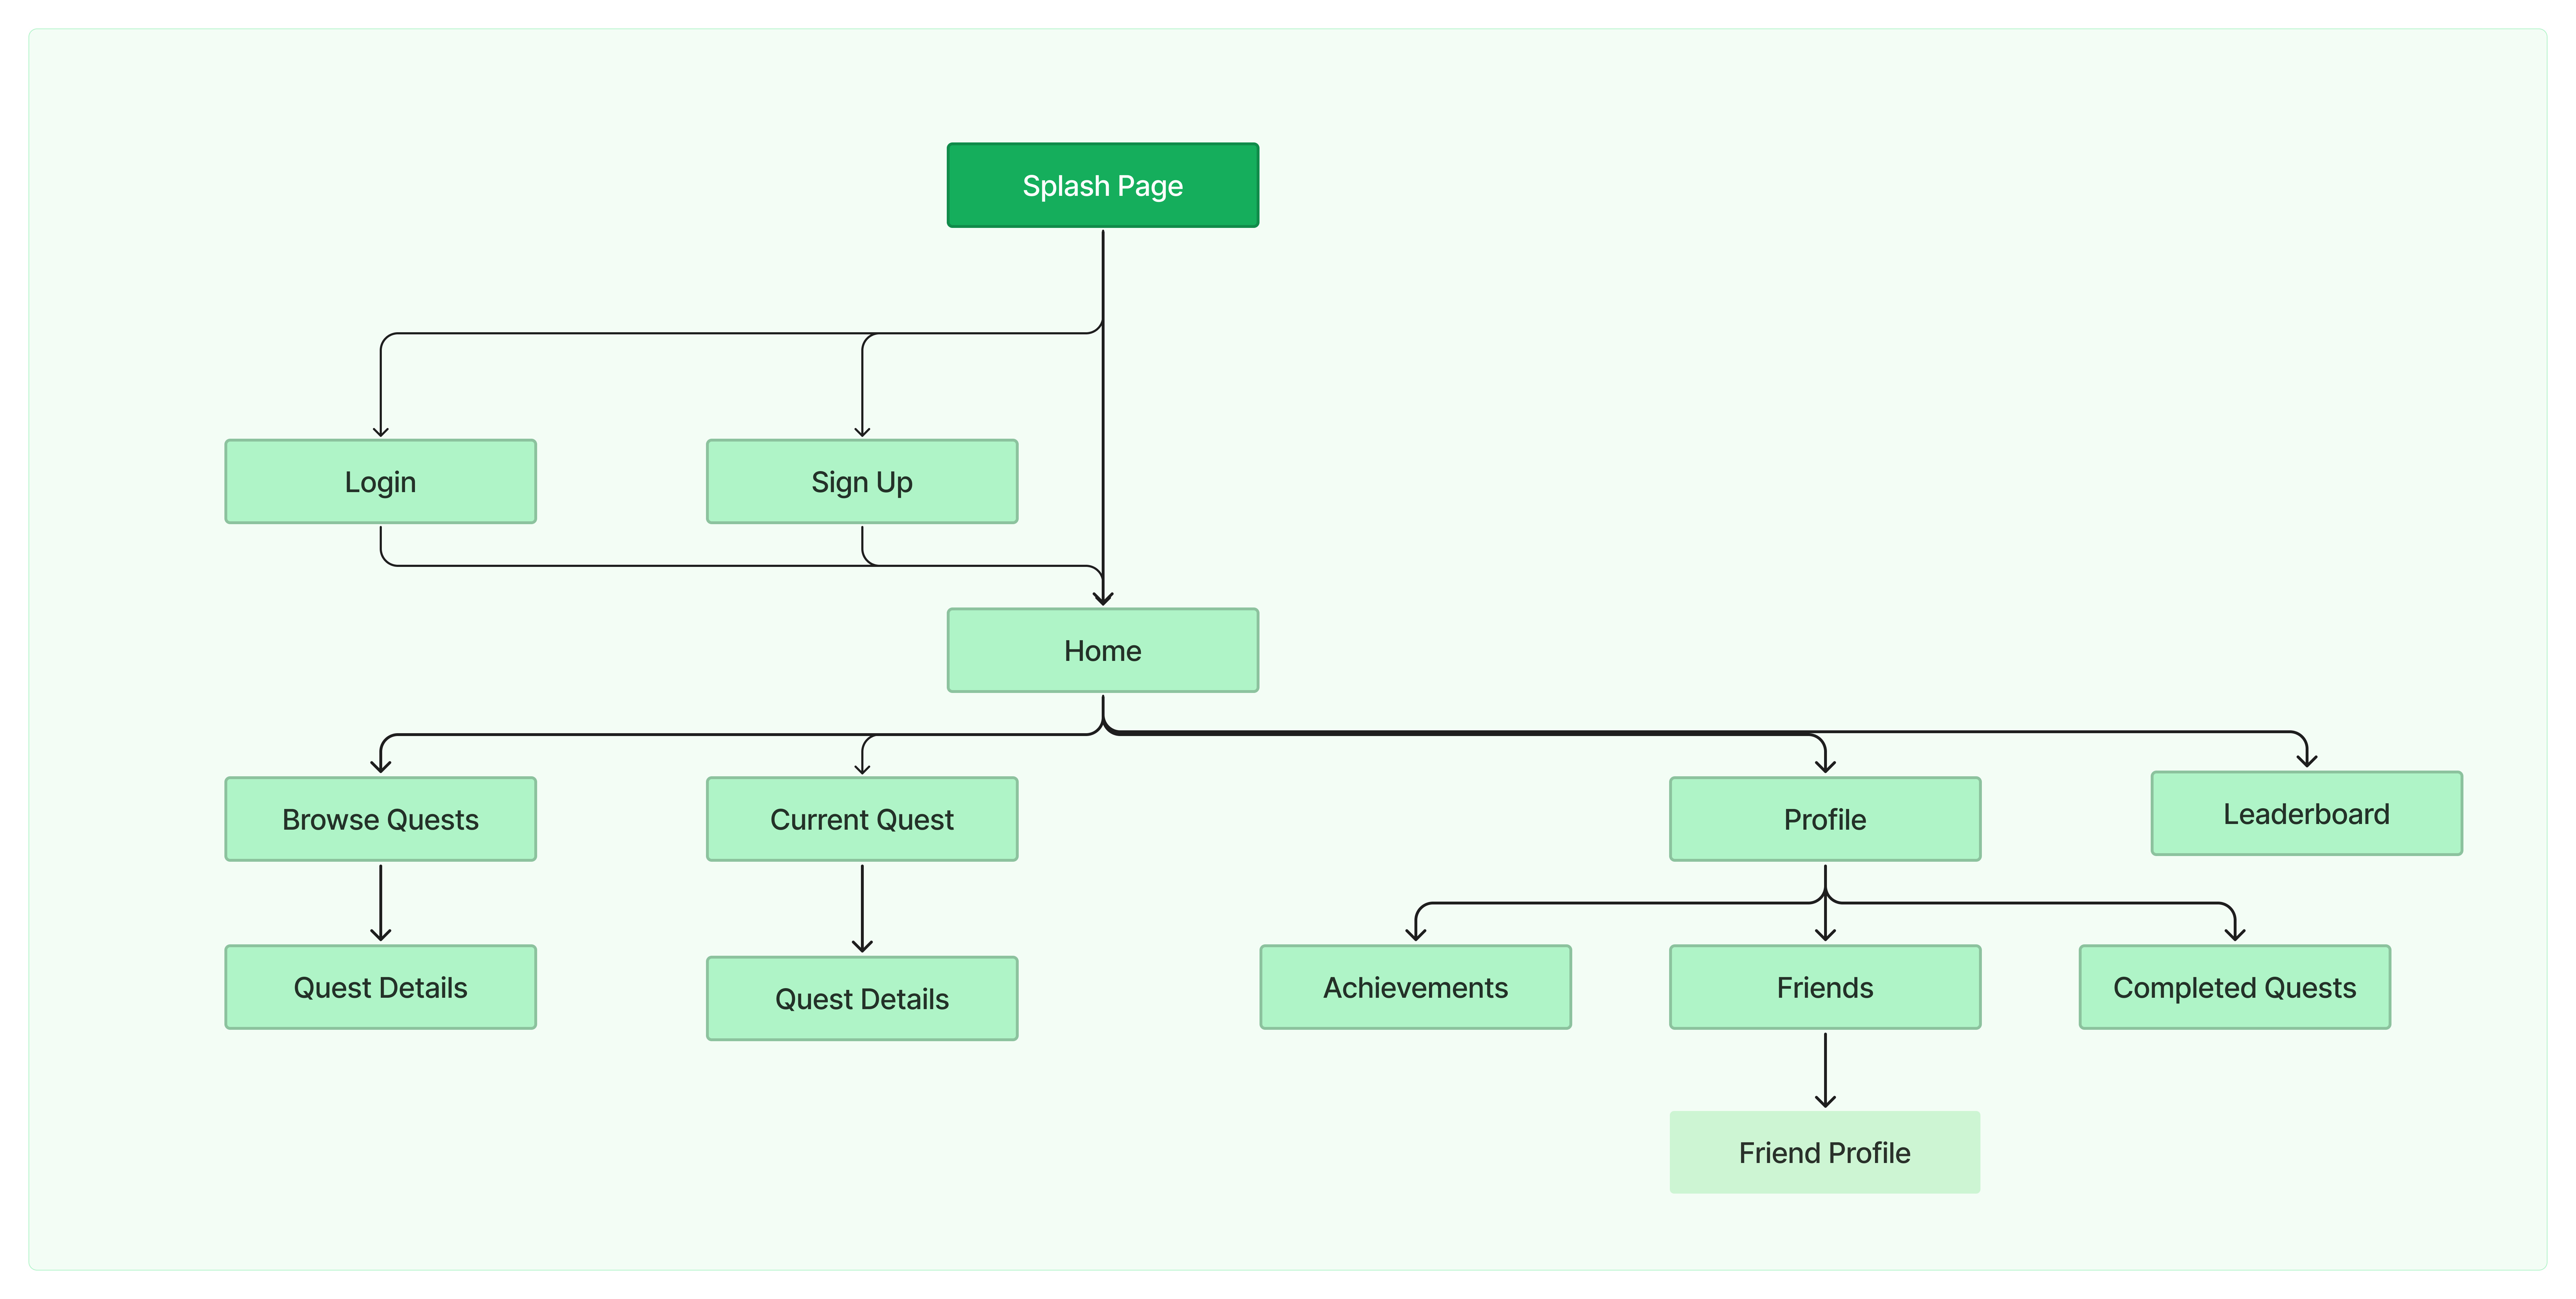 Splash Page
Login
Sign Up
Home
Browse Quests
Current Quest
Profile
Leaderboard
Quest Details
Quest Details
Achievements
Friends
Completed Quests
Friend Profile